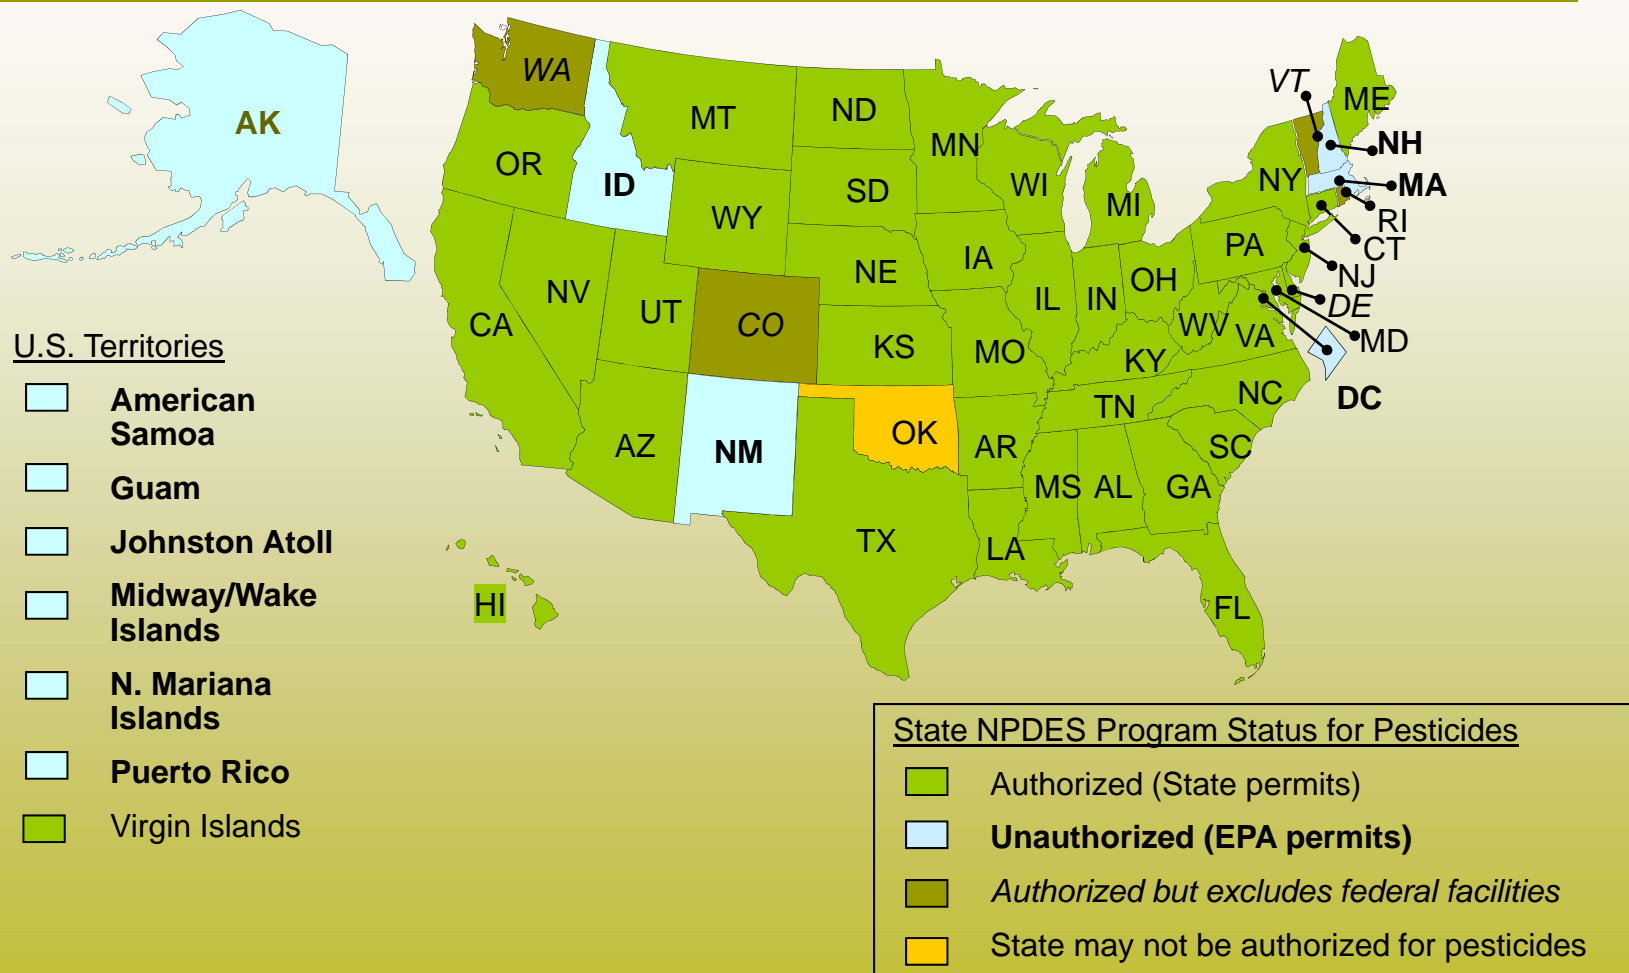 AK
WA
MT
ND
MN
VT
ME
NH
OR
ID
SD
WI
NY
MA
WY
MI
RI
CT
PA
IA
NE
NV
UT
OH
NJ
IL
IN
DE
CA
CO
KS
MO
WV
VA
MD
KY
NC
DC
TN
AZ
NM
OK
AR
SC
MS
AL
GA
TX
LA
HI
FL
U.S. Territories
American
Samoa
Guam
Johnston Atoll
Midway/Wake
Islands
N. Mariana
Islands
Puerto Rico
Virgin Islands
State NPDES Program Status for Pesticides
Authorized (State permits)
Unauthorized (EPA permits)
Authorized but excludes federal facilities
State may not be authorized for pesticides